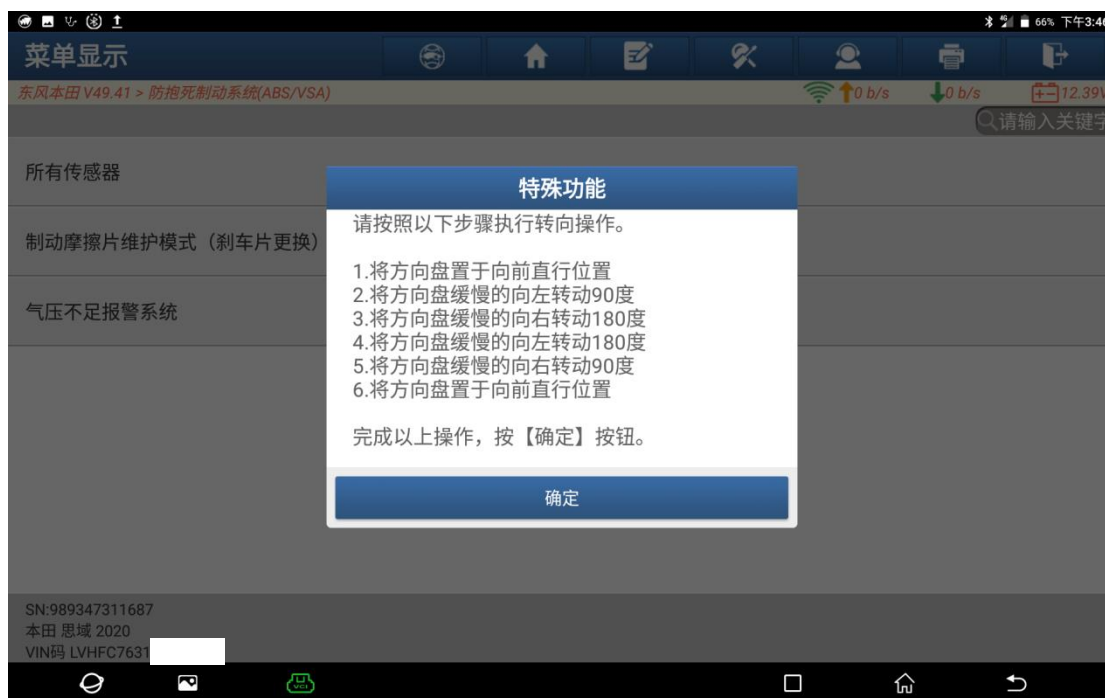 66% 下午3:46
菜单显示
东风本田 V49.41 > 防抱死制动系统(ABS/VSA)
0 b/s
0 b/s
12.39V
请输入关键字
所有传感器
制动摩擦片维护模式（刹车片更换）
气压不足报警系统
特殊功能
请按照以下步骤执行转向操作。
1.将方向盘置于向前直行位置
2.将方向盘缓慢的向左转动90度
3.将方向盘缓慢的向右转动180度
4.将方向盘缓慢的向左转动180度
5.将方向盘缓慢的向右转动90度
6.将方向盘置于向前直行位置
完成以上操作，按【确定】按钮。
确定
SN:989347311687
本田 思域 2020
VIN码 LVHFC7631
VCI